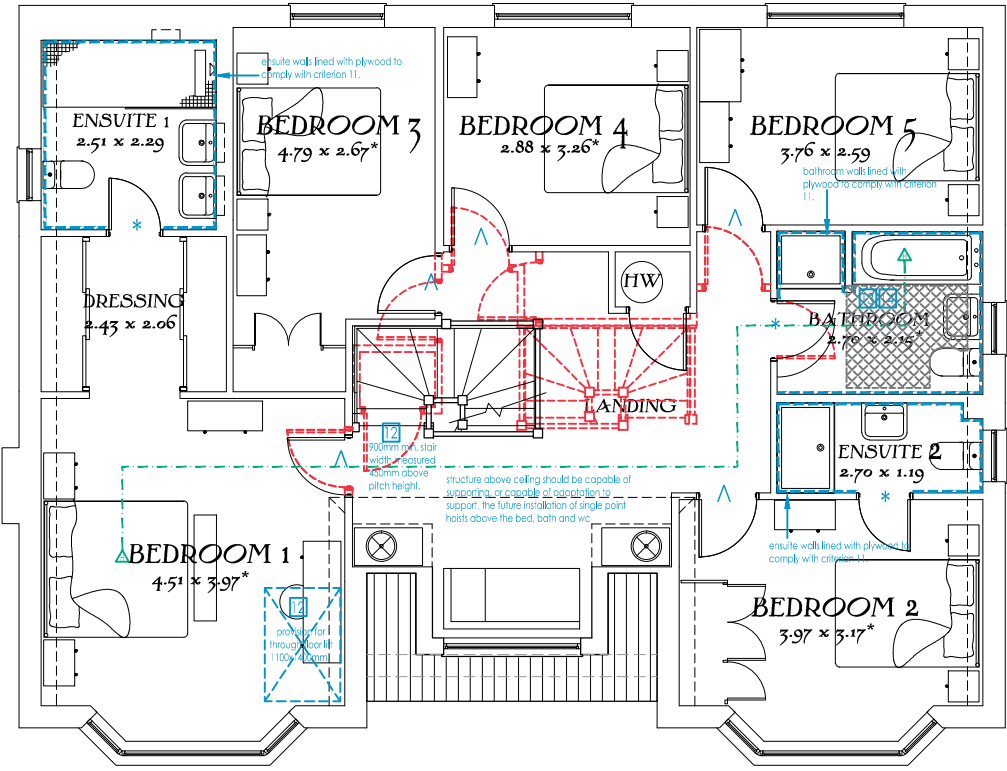 ensuite walls lined with plywood to
comply with criterion 11.
ENSUITE 1
2.51 x 2.29
BEDROOM 3
4.79 x 2.67*
BEDROOM 4
2.88 x 3.26*
BEDROOM 5
3.76 x 2.59
bathroom walls lined with
plywood to comply with criterion
11.
*
HW
DRESSING
2.43 x 2.06
BATHROOM
2.70 x 2.15*
*
LANDING
12
900mm min. stair
width measured
450mm above
pitch height.
structure above ceiling should be capable of
supporting, or capable of adaptation to
support, the future installation of single point
hoists above the bed, bath and wc
ENSUITE 2
2.70 x 1.19
*
ensuite walls lined with plywood to
comply with criterion 11.
BEDROOM 1
4.51 x 3.97*
12
provision for
through floor lift
1100x1400mm
BEDROOM 2
3.97 x 3.17*